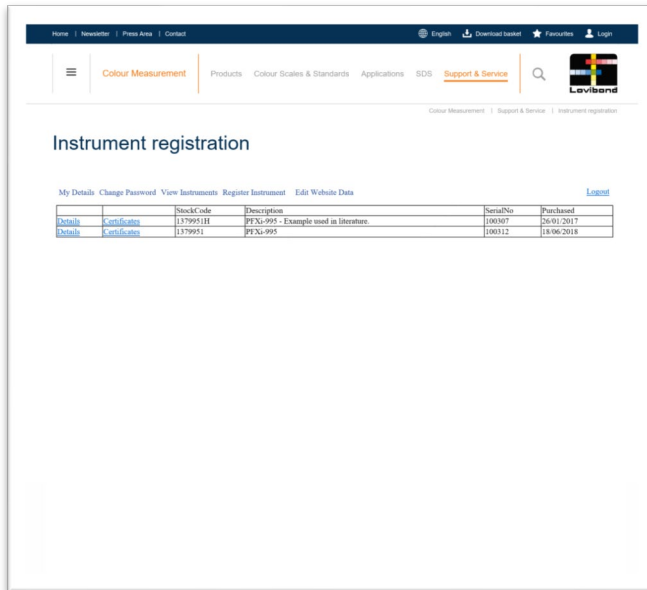 Home | Newsletter | Press Area | Contact English Download basket Favourites Login
Colour Measurement Products Colour Scales & Standards Applications SDS Support & Service Lovibond
Colour Measurement | Support & Service | Instrument registration
Instrument registration
My Details Change Password View Instruments Register Instrument Edit Website Data Logout
StockCode Description SerialNo Purchased
Details Certificates 1379951H PFXi-995 - Example used in literature. 100307 26/01/2017
Details Certificates 1379951 PFXi-995 100312 18/06/2018